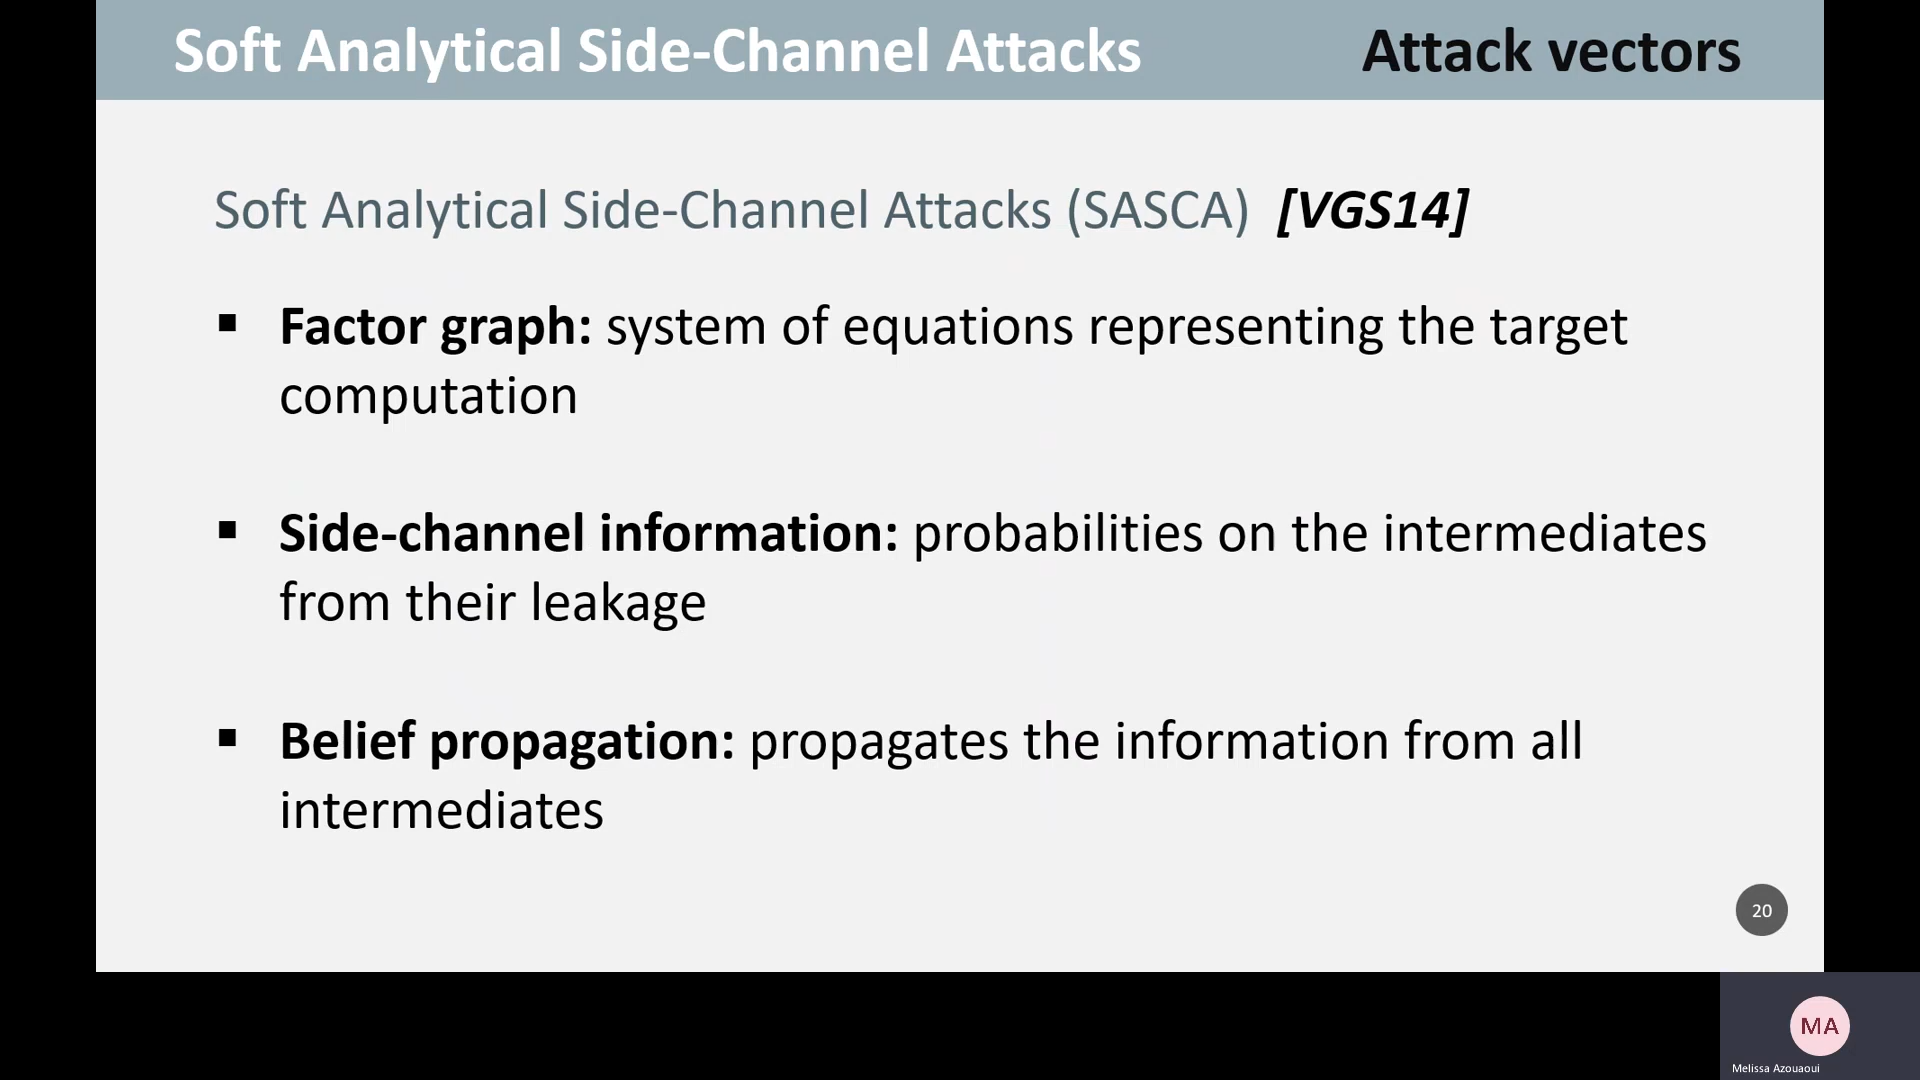 Soft Analytical Side-Channel Attacks Attack vectors
Soft Analytical Side-Channel Attacks (SASCA) [VGS14]
▪ Factor graph: system of equations representing the target
computation
▪ Side-channel information: probabilities on the intermediates
from their leakage
▪ Belief propagation: propagates the information from all
intermediates
20
MA
Melissa Azouaoui